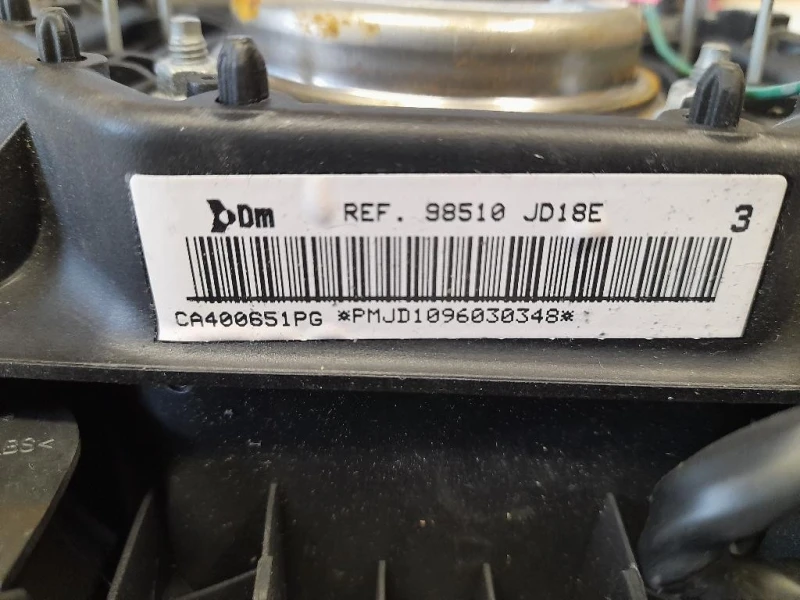 Dm REF. 98510 JD18E 3
CA400651PG *PMJD1096030348*